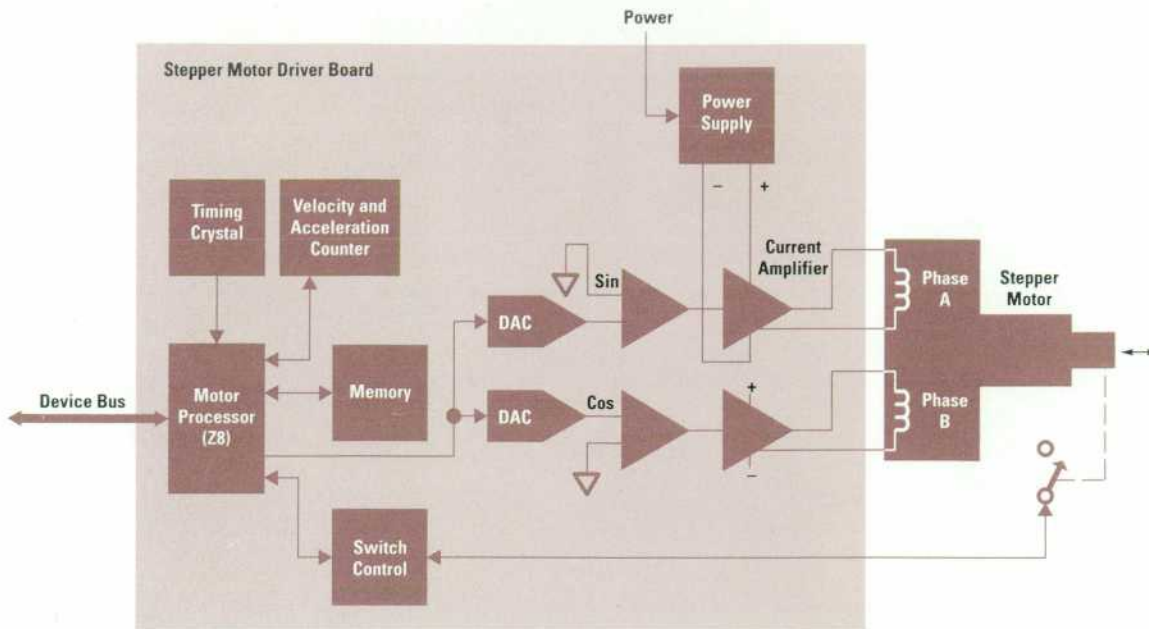 Power
Stepper Motor Driver Board
Power
Supply
–
+
Timing
Crystal
Velocity and
Acceleration
Counter
Sin
Current
Amplifier
Phase
A
Stepper
Motor
DAC
Device Bus
Motor
Processor
(Z8)
Memory
Cos
DAC
+
–
Phase
B
Switch
Control